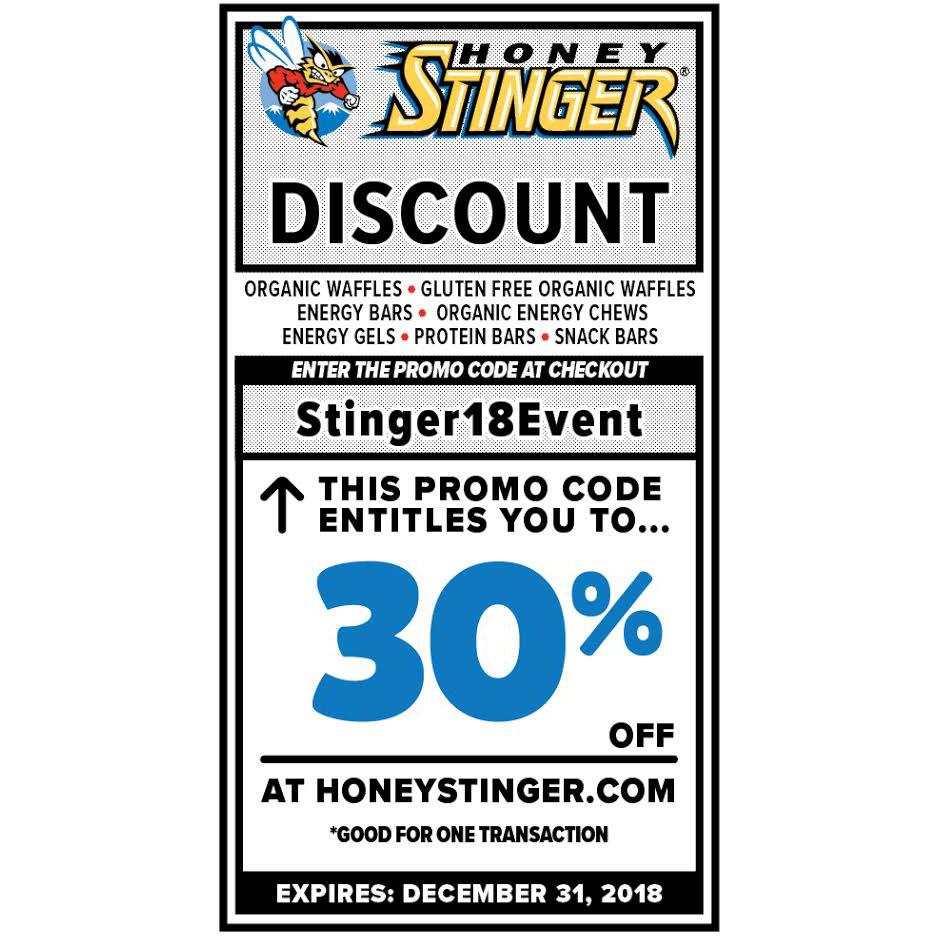 HONEY
STINGER®
DISCOUNT
ORGANIC WAFFLES • GLUTEN FREE ORGANIC WAFFLES
ENERGY BARS • ORGANIC ENERGY CHEWS
ENERGY GELS • PROTEIN BARS • SNACK BARS
ENTER THE PROMO CODE AT CHECKOUT
Stinger18Event
↑ THIS PROMO CODE
ENTITLES YOU TO...
30%
OFF
AT HONEYSTINGER.COM
*GOOD FOR ONE TRANSACTION
EXPIRES: DECEMBER 31, 2018